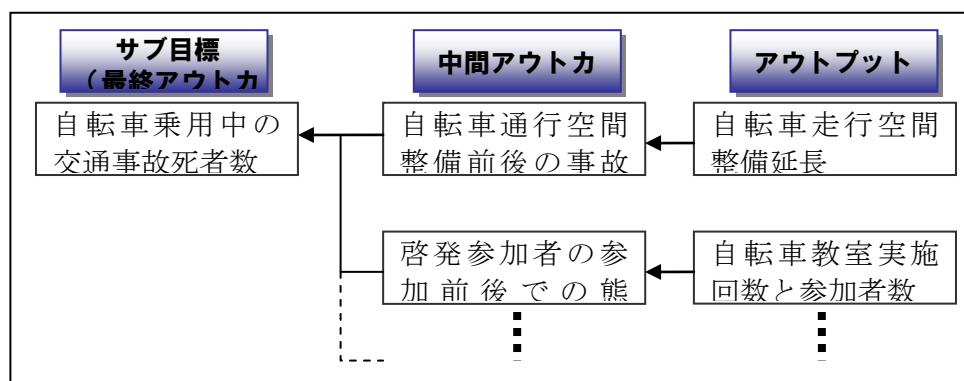 サブ目標
（最終アウトカ
中間アウトカ
アウトプット
自転車乗用中の
交通事故死者数
自転車通行空間
整備前後の事故
自転車走行空間
整備延長
啓発参加者の参
加前後での態
自転車教室実施
回数と参加者数